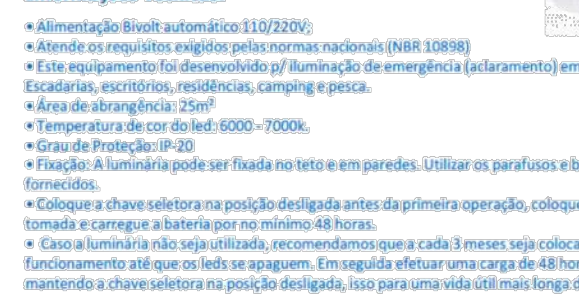 • Alimentação Bivolt automático 110/220V;
• Atende os requisitos exigidos pelas normas nacionais (NBR 10898)
• Este equipamento foi desenvolvido p/ iluminação de emergência (aclaramento) em
Escadarias, escritórios, residências, camping e pesca.
• Área de abrangência: 25m²
• Temperatura de cor do led: 6000 - 7000k.
• Grau de Proteção: IP-20
• Fixação: A luminária pode ser fixada no teto e em paredes. Utilizar os parafusos e b
fornecidos.
• Coloque a chave seletora na posição desligada antes da primeira operação, coloque
tomada e carregue a bateria por no mínimo 48 horas.
• Caso a luminária não seja utilizada, recomendamos que a cada 3 meses seja coloca
funcionamento até que os leds se apaguem. Em seguida efetuar uma carga de 48 hor
mantendo a chave seletora na posição desligada, isso para uma vida útil mais longa d